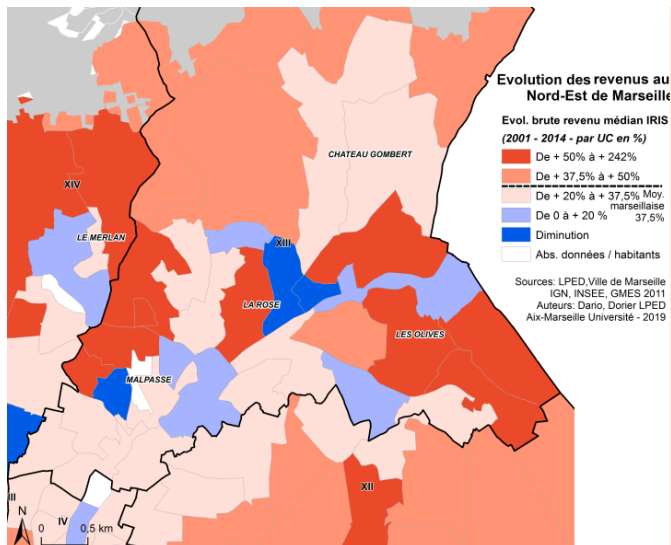 Evolution des revenus au
Nord-Est de Marseille
Evol. brute revenu médian IRIS
(2001 - 2014 - par UC en %)
De + 50% à + 242%
De + 37,5% à + 50%
De + 20% à + 37,5%
Moy.
marseillaise
37,5%
De 0 à + 20 %
Diminution
Abs. données / habitants
Sources: LPED,Ville de Marseille
IGN, INSEE, GMES 2011
Auteurs: Dario, Dorier LPED
Aix-Marseille Université - 2019
CHATEAU GOMBERT
XIV
LE MERLAN
XIII
LA ROSE
LES OLIVES
MALPASSE
XII
III
IV
N
0 0,5 km